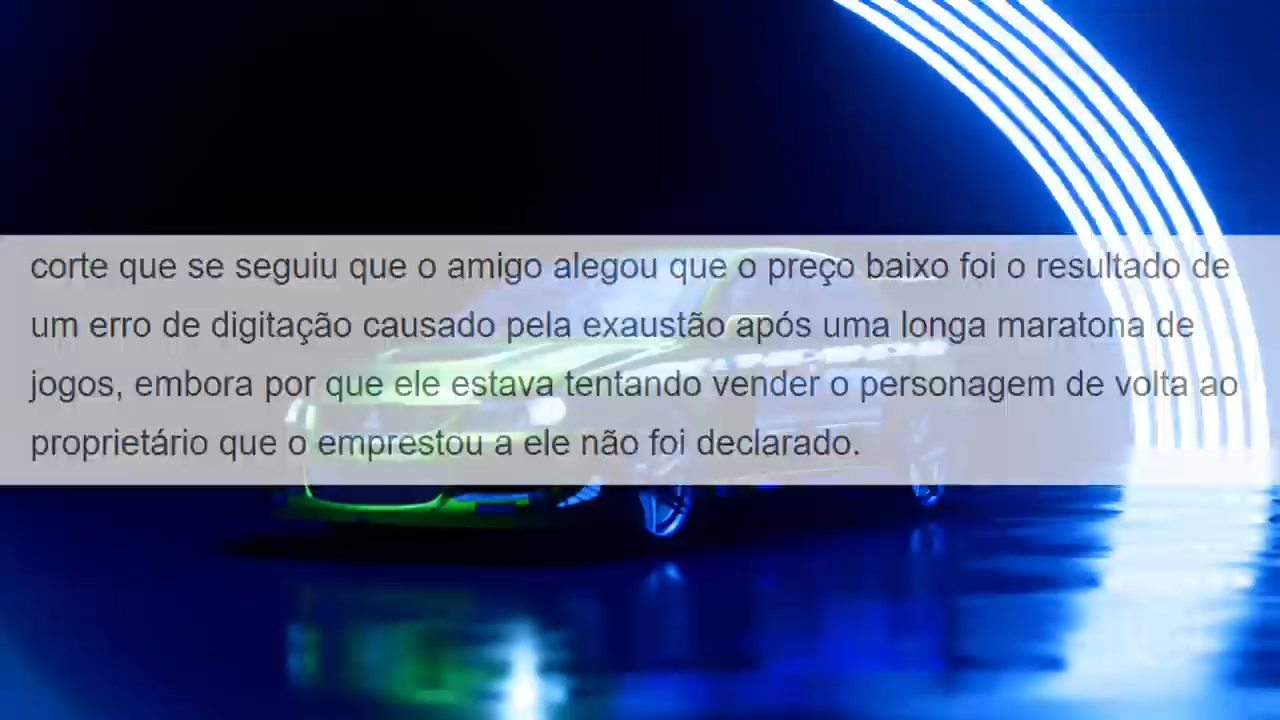 corte que se seguiu que o amigo alegou que o preço baixo foi o resultado de
um erro de digitação causado pela exaustão após uma longa maratona de
jogos, embora por que ele estava tentando vender o personagem de volta ao
proprietário que o emprestou a ele não foi declarado.